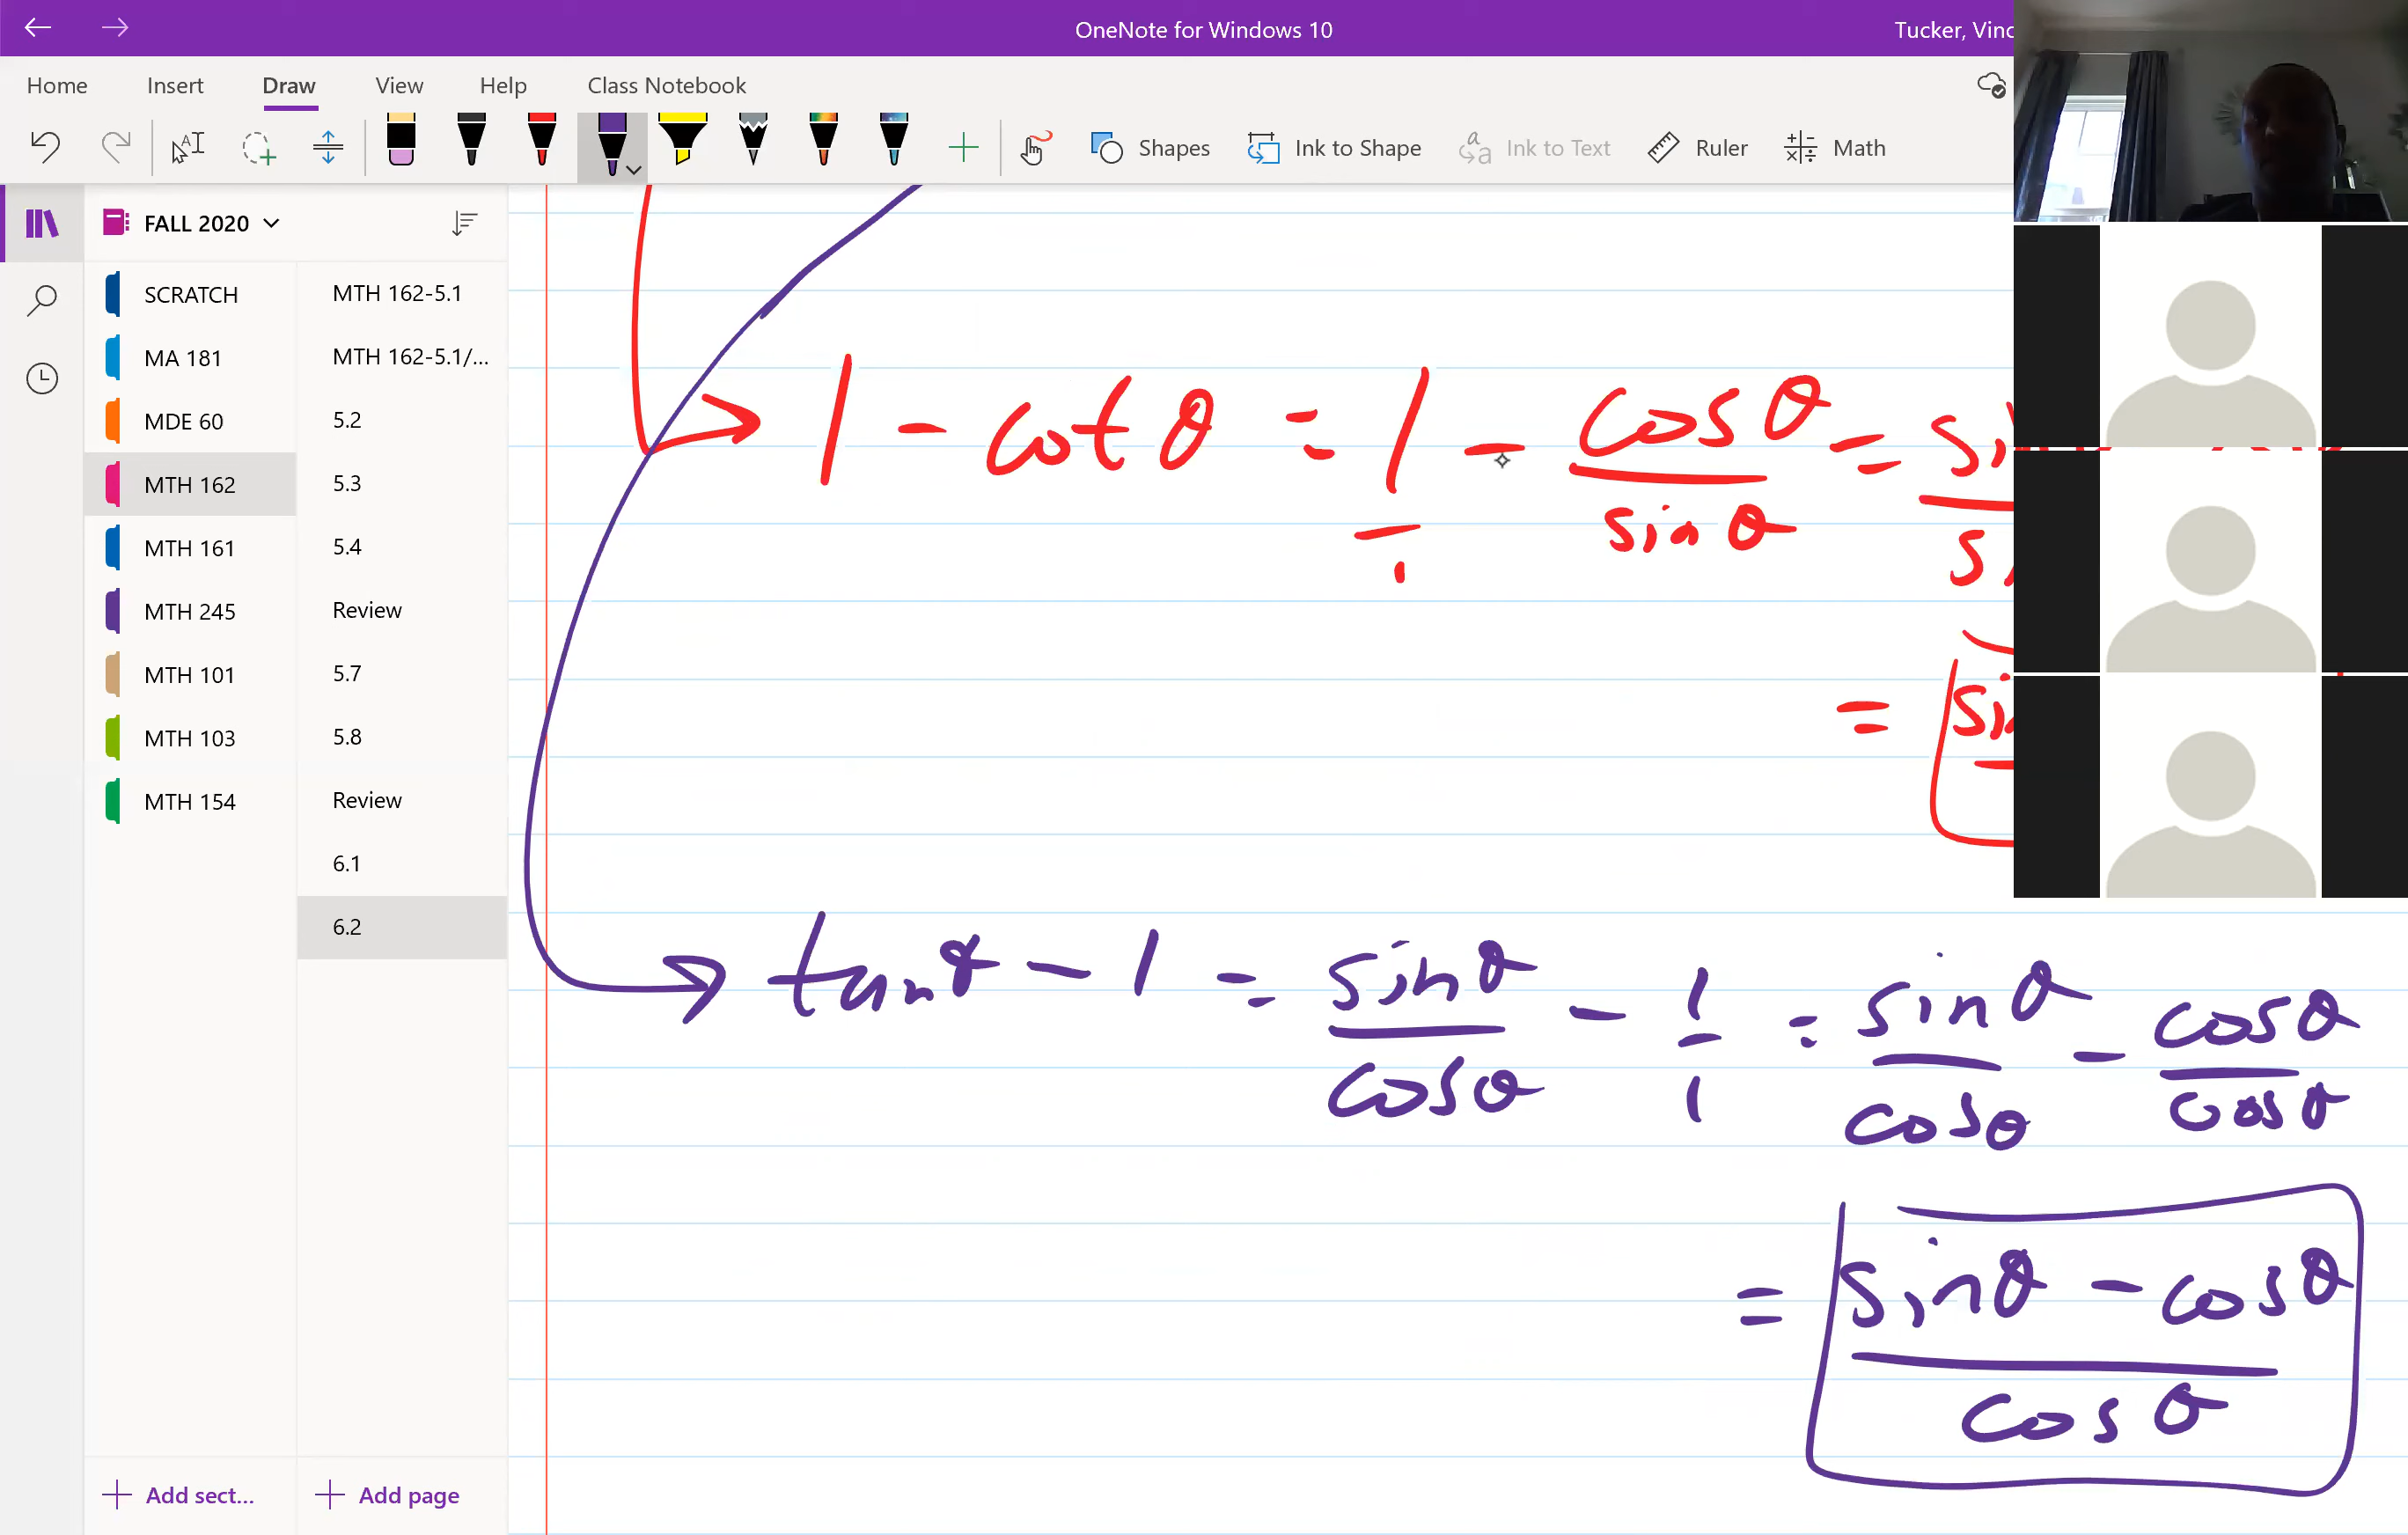 OneNote for Windows 10
Tucker, Vinc
Home Insert Draw View Help Class Notebook
Shapes Ink to Shape Ink to Text Ruler Math
FALL 2020
SCRATCH
MA 181
MDE 60
MTH 162
MTH 161
MTH 245
MTH 101
MTH 103
MTH 154
Add sect...
MTH 162-5.1
MTH 162-5.1/...
5.2
5.3
5.4
Review
5.7
5.8
Review
6.1
6.2
Add page
1 - cot θ = 1/1 - cos θ/sin θ =
=
tan θ - 1 = sin θ/cos θ - 1/1 = sin θ/cos θ - cos θ/cos θ
= sin θ - cos θ/cos θ